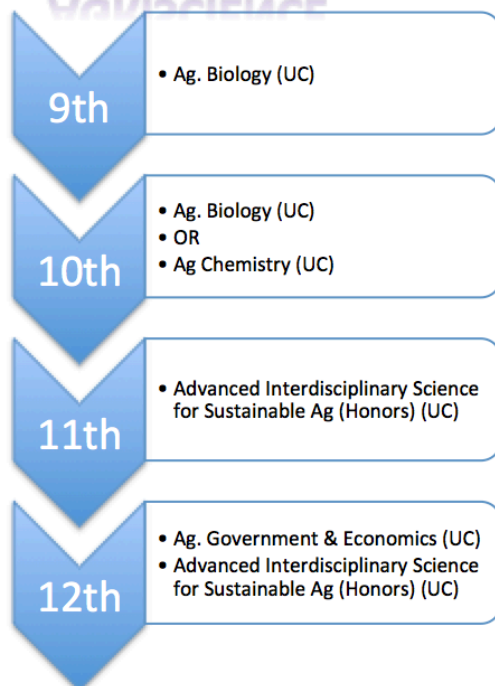 AGRISCIENCE
9th
• Ag. Biology (UC)
10th
• Ag. Biology (UC)
• OR
• Ag Chemistry (UC)
11th
• Advanced Interdisciplinary Science
for Sustainable Ag (Honors) (UC)
12th
• Ag. Government & Economics (UC)
• Advanced Interdisciplinary Science
for Sustainable Ag (Honors) (UC)